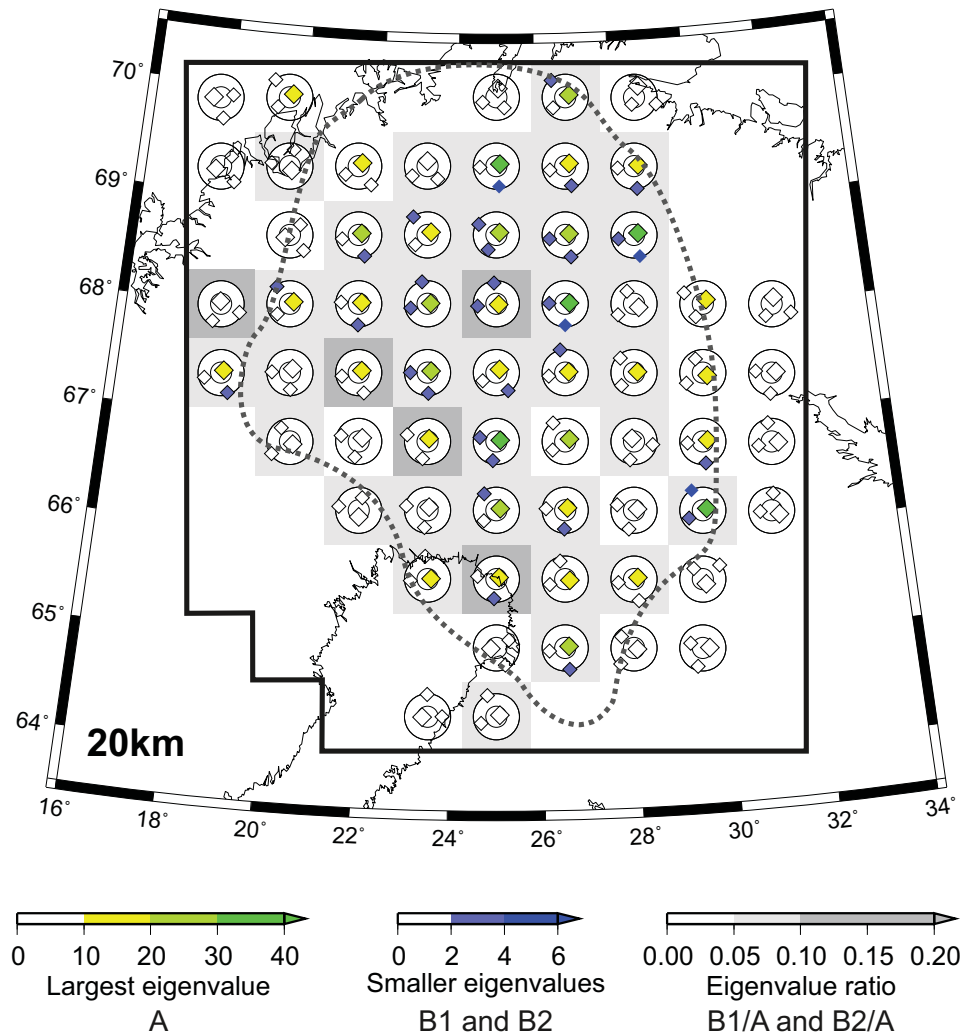 70°
69°
68°
67°
66°
65°
64°
20km
16°
18°
20°
22°
24°
26°
28°
30°
32°
34°
0 10 20 30 40
Largest eigenvalue
A
0 2 4 6
Smaller eigenvalues
B1 and B2
0.00 0.05 0.10 0.15 0.20
Eigenvalue ratio
B1/A and B2/A